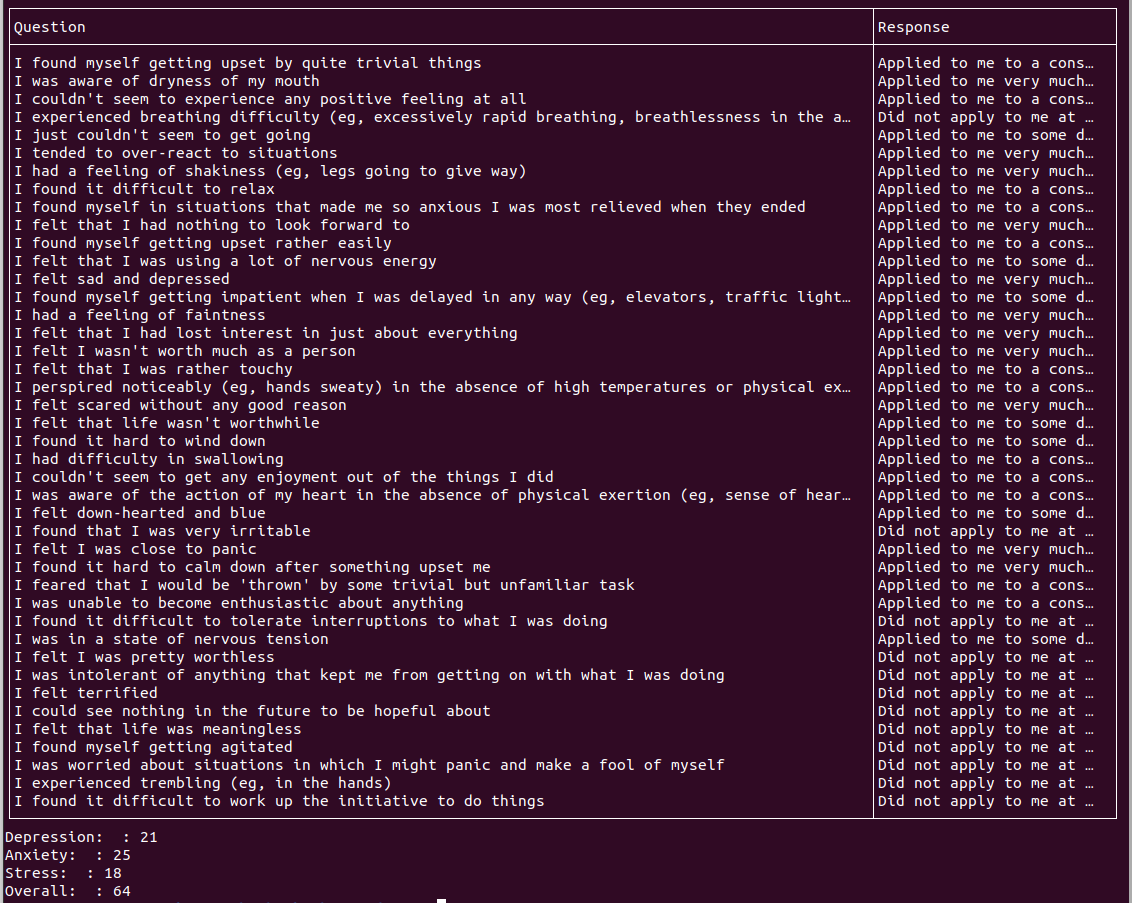 Question Response
I found myself getting upset by quite trivial things Applied to me to a cons…
I was aware of dryness of my mouth Applied to me very much…
I couldn't seem to experience any positive feeling at all Applied to me to a cons…
I experienced breathing difficulty (eg, excessively rapid breathing, breathlessness in the a… Did not apply to me at …
I just couldn't seem to get going Applied to me to some d…
I tended to over-react to situations Applied to me very much…
I had a feeling of shakiness (eg, legs going to give way) Applied to me very much…
I found it difficult to relax Applied to me to a cons…
I found myself in situations that made me so anxious I was most relieved when they ended Applied to me to a cons…
I felt that I had nothing to look forward to Applied to me very much…
I found myself getting upset rather easily Applied to me to a cons…
I felt that I was using a lot of nervous energy Applied to me to some d…
I felt sad and depressed Applied to me very much…
I found myself getting impatient when I was delayed in any way (eg, elevators, traffic light… Applied to me to some d…
I had a feeling of faintness Applied to me very much…
I felt that I had lost interest in just about everything Applied to me very much…
I felt I wasn't worth much as a person Applied to me very much…
I felt that I was rather touchy Applied to me to a cons…
I perspired noticeably (eg, hands sweaty) in the absence of high temperatures or physical ex… Applied to me to a cons…
I felt scared without any good reason Applied to me very much…
I felt that life wasn't worthwhile Applied to me to some d…
I found it hard to wind down Applied to me to some d…
I had difficulty in swallowing Applied to me to a cons…
I couldn't seem to get any enjoyment out of the things I did Applied to me to a cons…
I was aware of the action of my heart in the absence of physical exertion (eg, sense of hear… Applied to me to a cons…
I felt down-hearted and blue Applied to me to some d…
I found that I was very irritable Did not apply to me at …
I felt I was close to panic Applied to me very much…
I found it hard to calm down after something upset me Applied to me very much…
I feared that I would be 'thrown' by some trivial but unfamiliar task Applied to me to a cons…
I was unable to become enthusiastic about anything Applied to me to a cons…
I found it difficult to tolerate interruptions to what I was doing Did not apply to me at …
I was in a state of nervous tension Applied to me to some d…
I felt I was pretty worthless Did not apply to me at …
I was intolerant of anything that kept me from getting on with what I was doing Did not apply to me at …
I felt terrified Did not apply to me at …
I could see nothing in the future to be hopeful about Did not apply to me at …
I felt that life was meaningless Did not apply to me at …
I found myself getting agitated Did not apply to me at …
I was worried about situations in which I might panic and make a fool of myself Did not apply to me at …
I experienced trembling (eg, in the hands) Did not apply to me at …
I found it difficult to work up the initiative to do things Did not apply to me at …
Depression:  : 21
Anxiety:  : 25
Stress:  : 18
Overall:  : 64